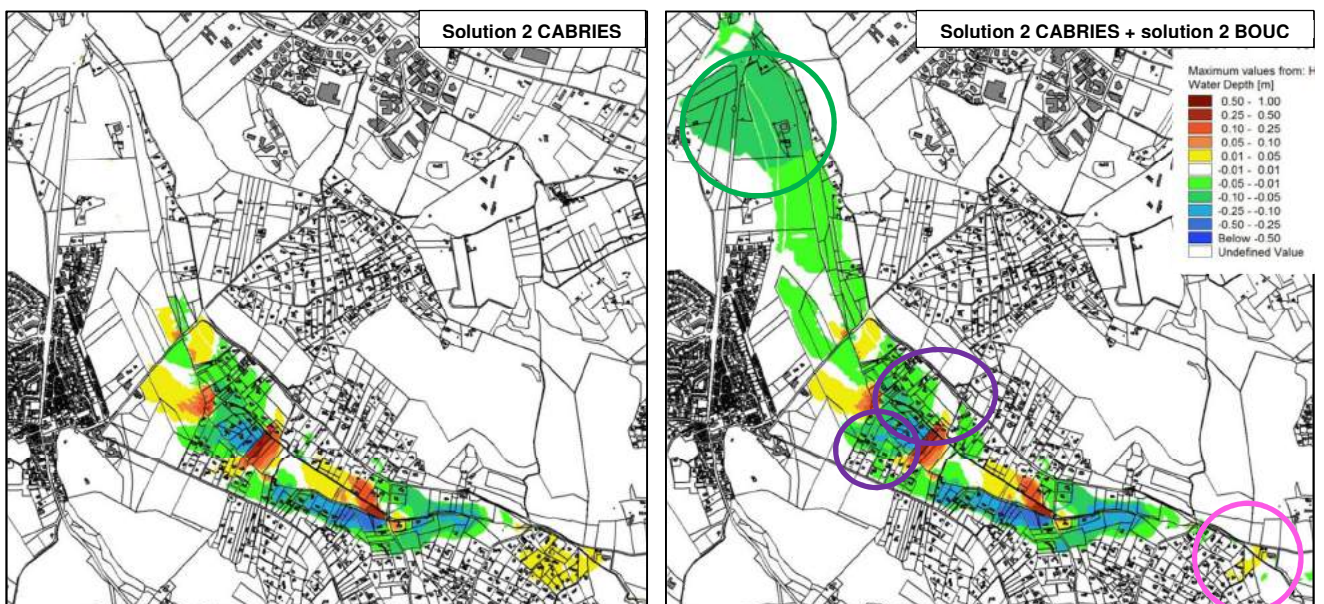 Solution 2 CABRIES
Solution 2 CABRIES + solution 2 BOUC
Maximum values from: H
Water Depth [m]
0.50 - 1.00
0.25 - 0.50
0.10 - 0.25
0.05 - 0.10
0.01 - 0.05
-0.01 - 0.01
-0.05 - -0.01
-0.10 - -0.05
-0.25 - -0.10
-0.50 - -0.25
Below -0.50
Undefined Value